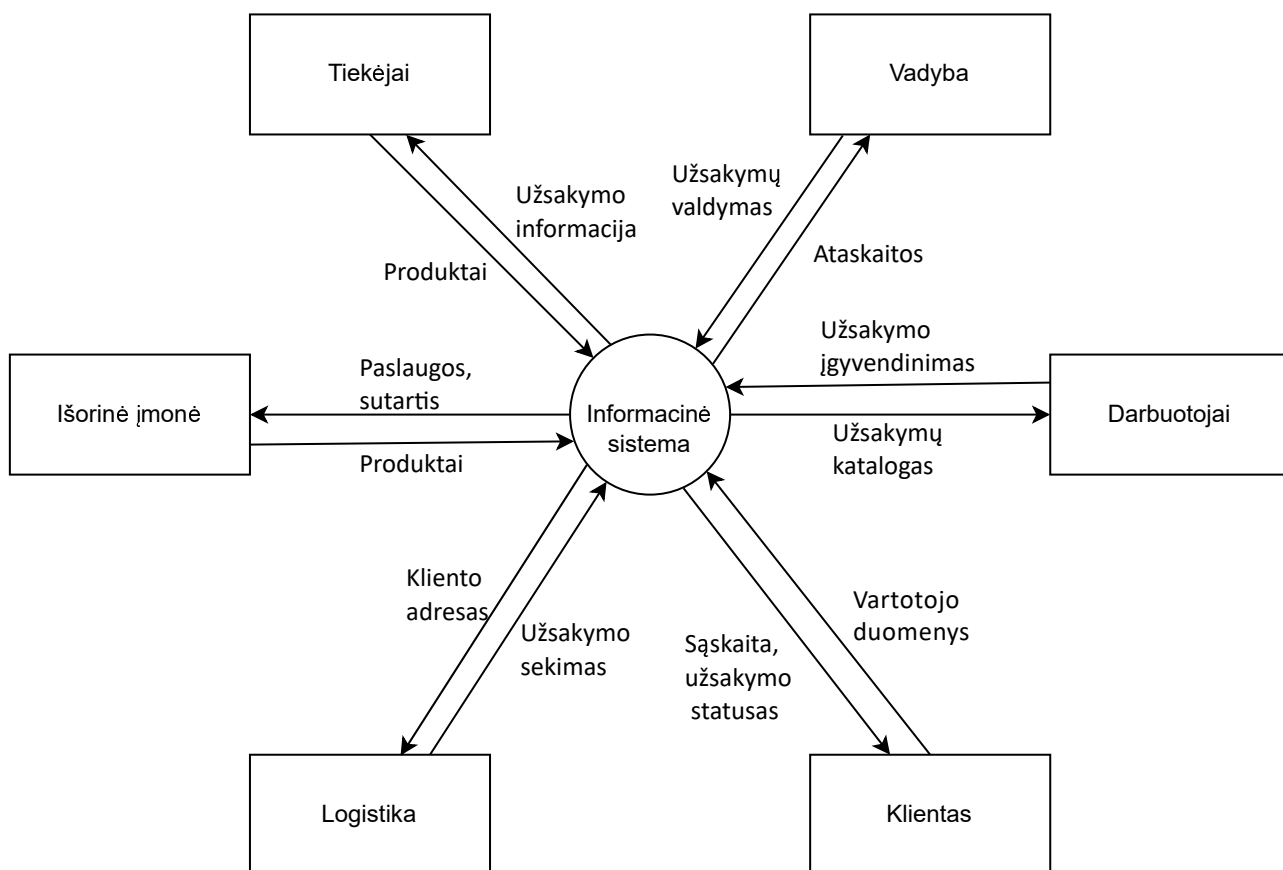 Tiekėjai
Vadyba
Užsakymo
informacija
Užsakymų
valdymas
Produktai
Ataskaitos
Užsakymo
įgyvendinimas
Paslaugos,
sutartis
Išorinė įmonė
Informacinė
sistema
Darbuotojai
Produktai
Užsakymų
katalogas
Kliento
adresas
Užsakymo
sekimas
Sąskaita,
užsakymo
statusas
Vartotojo
duomenys
Logistika
Klientas